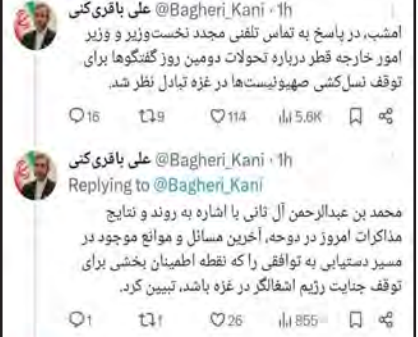 علی باقری‌کنی @Bagheri_Kani · 1h
امشب، در پاسخ به تماس تلفنی مجدد نخست‌وزیر و وزیر
امور خارجه قطر درباره تحولات دومین روز گفتگوها برای
توقف نسل‌کشی صهیونیست‌ها در غزه تبادل نظر شد.
16 9 114 5.6K
علی باقری‌کنی @Bagheri_Kani · 1h
Replying to @Bagheri_Kani
محمد بن عبدالرحمن آل ثانی با اشاره به روند و نتایج
مذاکرات امروز در دوحه، آخرین مسائل و موانع موجود در
مسیر دستیابی به توافقی را که نقطه اطمینان بخشی برای
توقف جنایت رژیم اشغالگر در غزه باشد، تبیین کرد.
1 1 26 855